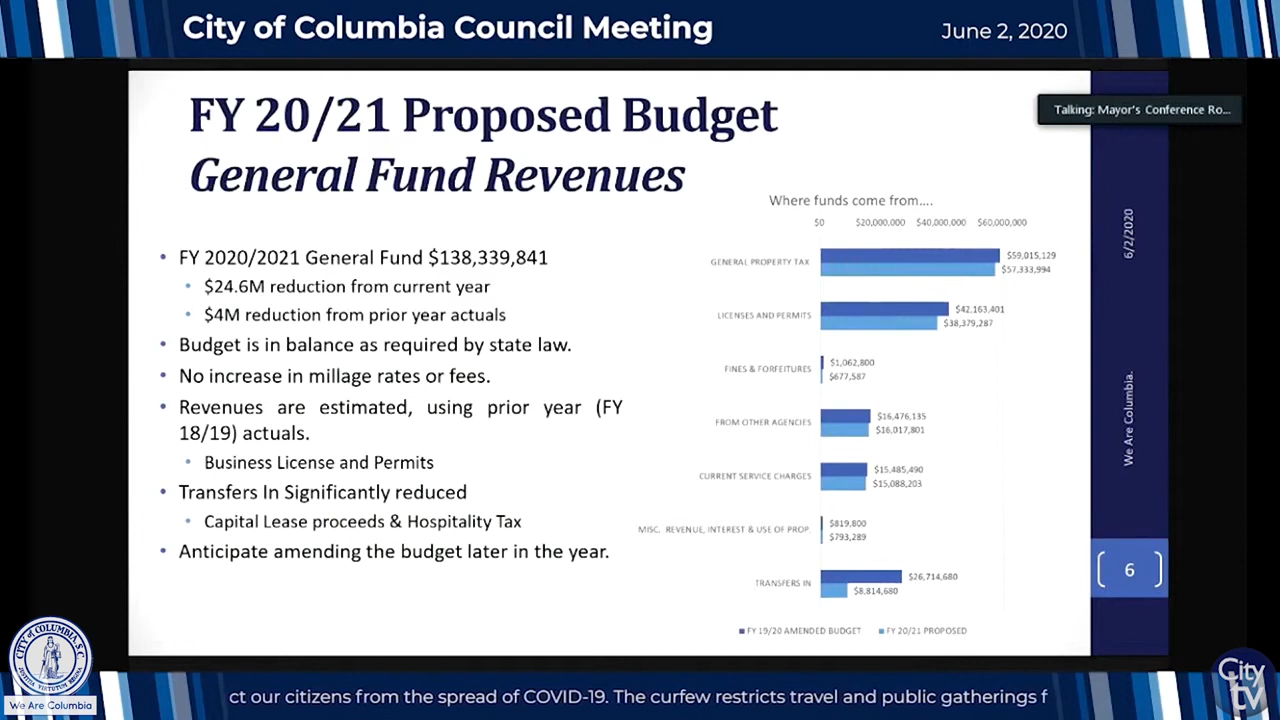 City of Columbia Council Meeting
June 2, 2020
FY 20/21 Proposed Budget
General Fund Revenues
Talking: Mayor's Conference Ro...
Where funds come from....
$0 $20,000,000 $40,000,000 $60,000,000
• FY 2020/2021 General Fund $138,339,841
• $24.6M reduction from current year
• $4M reduction from prior year actuals
• Budget is in balance as required by state law.
• No increase in millage rates or fees.
• Revenues are estimated, using prior year (FY
18/19) actuals.
• Business License and Permits
• Transfers In Significantly reduced
• Capital Lease proceeds & Hospitality Tax
• Anticipate amending the budget later in the year.
GENERAL PROPERTY TAX
$59,015,129
$57,333,994
LICENSES AND PERMITS
$42,163,401
$38,379,287
FINES & FORFEITURES
$1,062,800
$677,587
FROM OTHER AGENCIES
$16,476,135
$16,017,801
CURRENT SERVICE CHARGES
$15,485,490
$15,088,203
MISC. REVENUE, INTEREST & USE OF PROP.
$819,800
$793,289
TRANSFERS IN
$26,714,680
$8,814,680
FY 19/20 AMENDED BUDGET FY 20/21 PROPOSED
6/2/2020
We Are Columbia.
6
CITY OF COLUMBIA, S.C.
We Are Columbia
ct our citizens from the spread of COVID-19. The curfew restricts travel and public gatherings f
City
tv